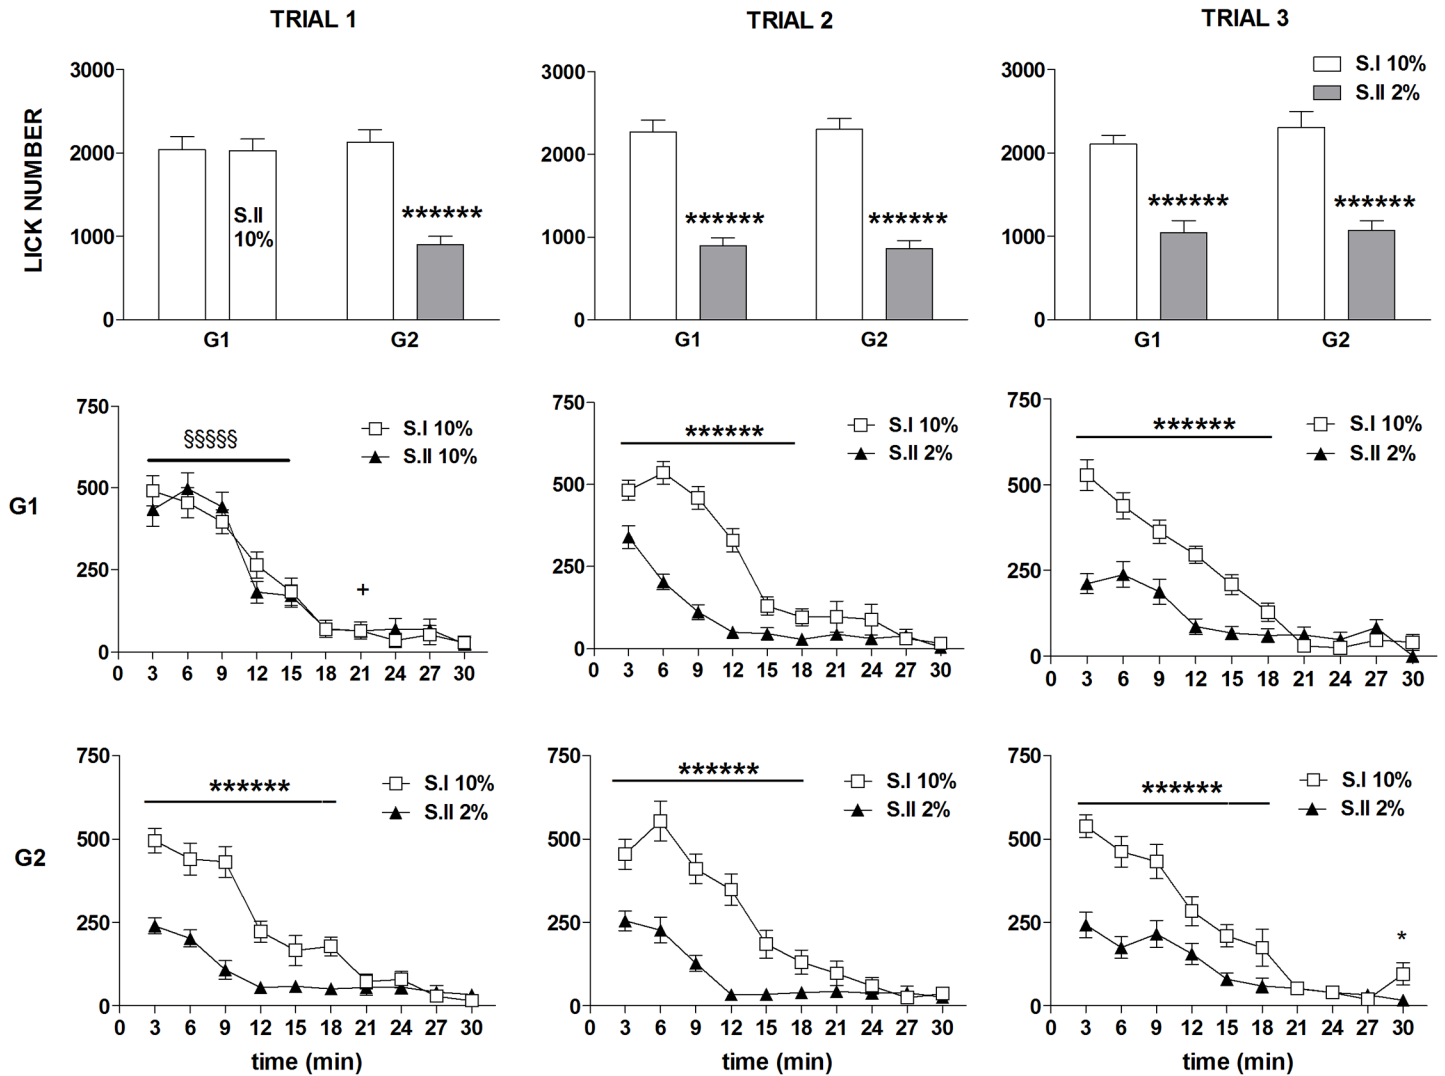 TRIAL 1
TRIAL 2
TRIAL 3
LICK NUMBER
3000
2000
1000
0
S.II
10%
******
G1
G2
3000
2000
1000
0
******
******
G1
G2
3000
2000
1000
0
S.I 10%
S.II 2%
******
******
G1
G2
G1
750
500
250
0
§§§§§
S.I 10%
S.II 10%
+
0 3 6 9 12 15 18 21 24 27 30
750
500
250
0
******
S.I 10%
S.II 2%
0 3 6 9 12 15 18 21 24 27 30
750
500
250
0
******
S.I 10%
S.II 2%
0 3 6 9 12 15 18 21 24 27 30
G2
750
500
250
0
******
S.I 10%
S.II 2%
0 3 6 9 12 15 18 21 24 27 30
time (min)
750
500
250
0
******
S.I 10%
S.II 2%
0 3 6 9 12 15 18 21 24 27 30
time (min)
750
500
250
0
******
S.I 10%
S.II 2%
*
0 3 6 9 12 15 18 21 24 27 30
time (min)